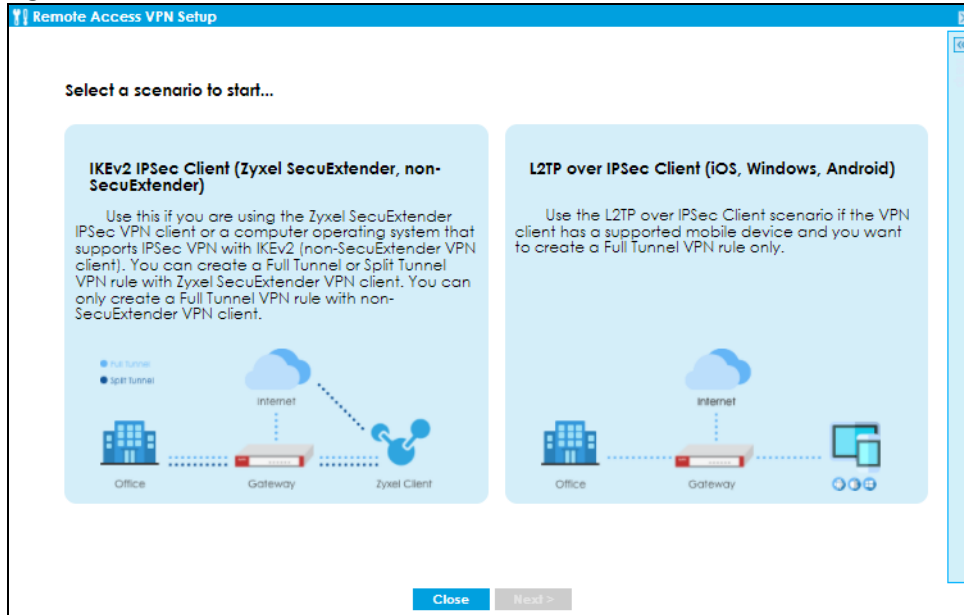 Remote Access VPN Setup
Select a scenario to start...
IKEv2 IPSec Client (Zyxel SecuExtender, non-
SecuExtender)
Use this if you are using the Zyxel SecuExtender
IPSec VPN client or a computer operating system that
supports IPSec VPN with IKEv2 (non-SecuExtender VPN
client). You can create a Full Tunnel or Split Tunnel
VPN rule with Zyxel SecuExtender VPN client. You can
only create a Full Tunnel VPN rule with non-
SecuExtender VPN client.
Full Tunnel
Split Tunnel
Internet
Office
Gateway
Zyxel Client
L2TP over IPSec Client (iOS, Windows, Android)
Use the L2TP over IPSec Client scenario if the VPN
client has a supported mobile device and you want
to create a Full Tunnel VPN rule only.
Internet
Office
Gateway
Close
Next >